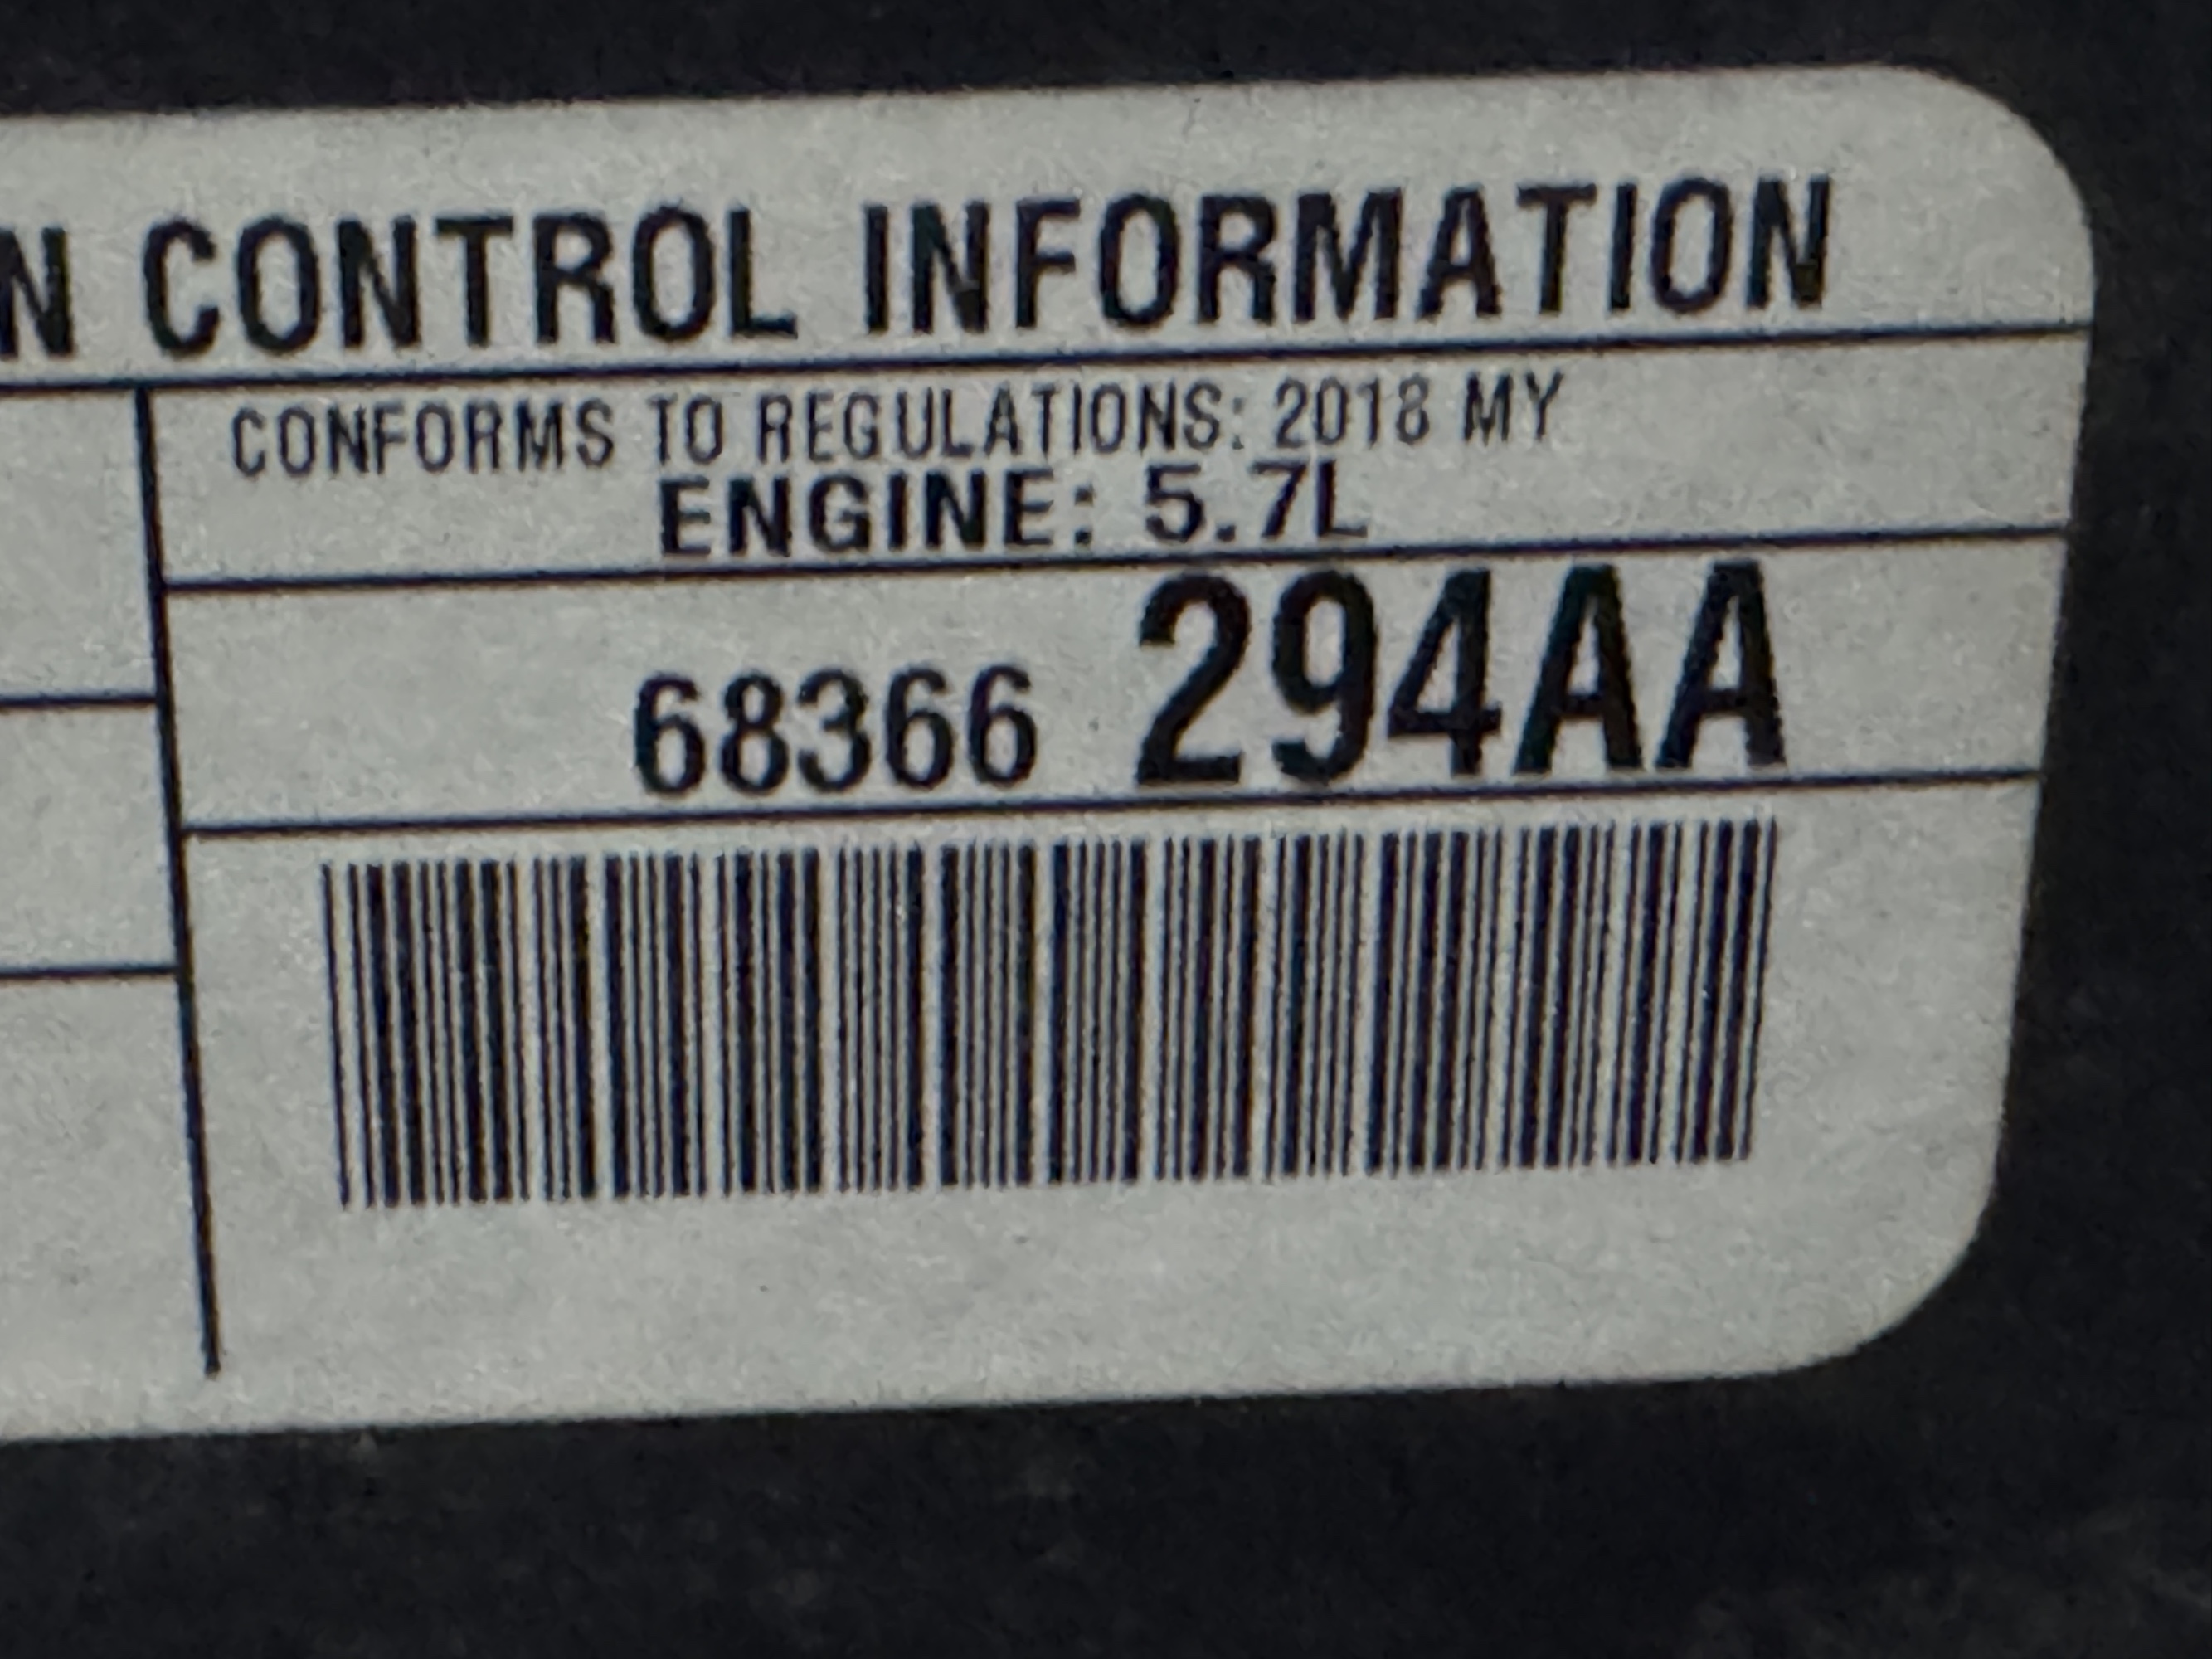 N CONTROL INFORMATION
CONFORMS TO REGULATIONS: 2018 MY
ENGINE: 5.7L
68366 294AA